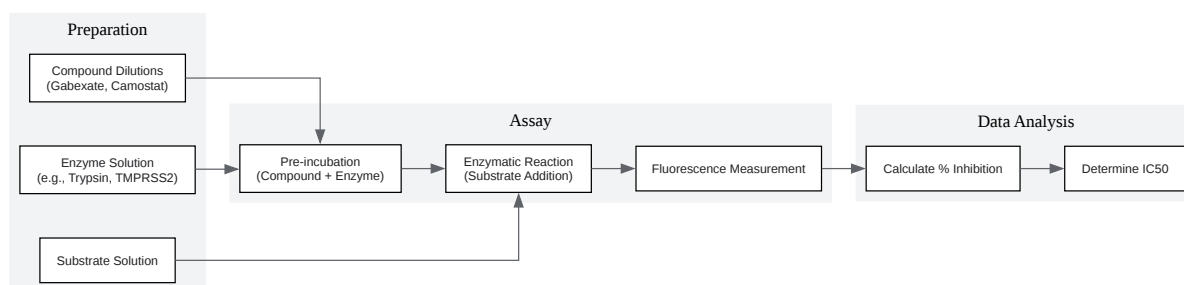 Preparation
Compound Dilutions
(Gabexate, Camostat)
Enzyme Solution
(e.g., Trypsin, TMPRSS2)
Substrate Solution
Assay
Pre-incubation
(Compound + Enzyme)
Enzymatic Reaction
(Substrate Addition)
Fluorescence Measurement
Data Analysis
Calculate % Inhibition
Determine IC50